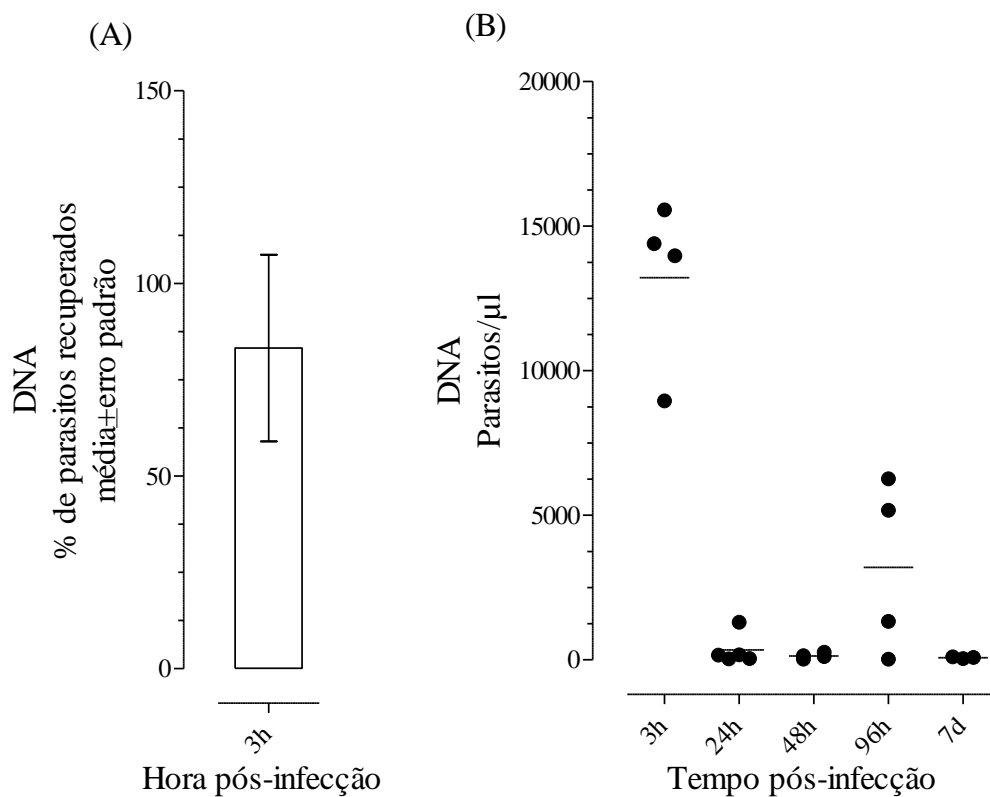 (A)
DNA
% de parasitos recuperados
média±erro padrão
150
100
50
0
3h
Hora pós-infecção
(B)
DNA
Parasitos/µl
20000
15000
10000
5000
0
3h
24h
48h
96h
7d
Tempo pós-infecção